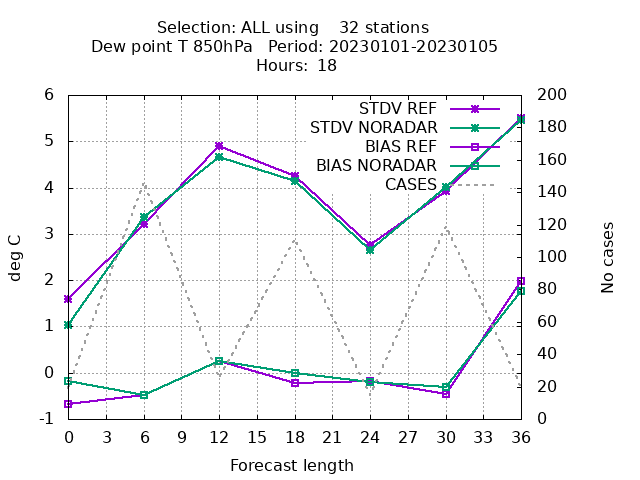 Selection: ALL using    32 stations
Dew point T 850hPa   Period: 20230101-20230105
Hours: 18
STDV REF
STDV NORADAR
BIAS REF
BIAS NORADAR
CASES
6
5
4
3
2
1
0
-1
deg C
200
180
160
140
120
100
80
60
40
20
0
No cases
0 3 6 9 12 15 18 21 24 27 30 33 36
Forecast length